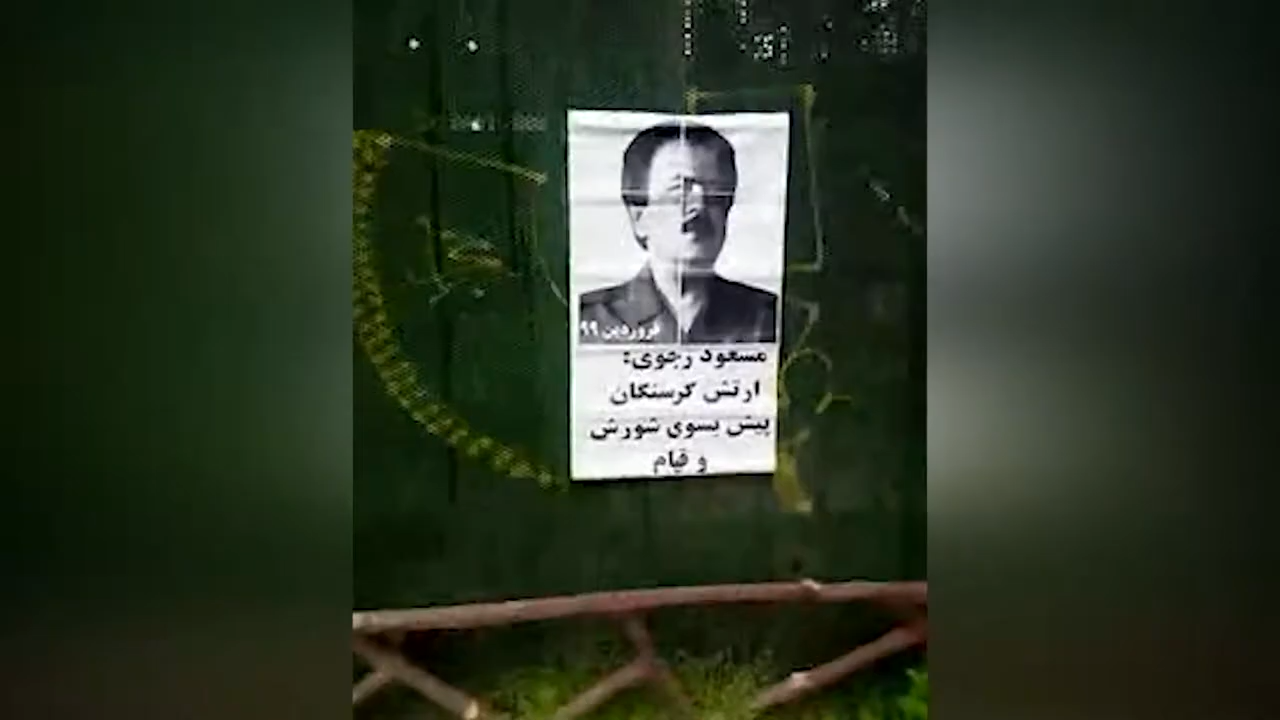 فروردین ۹۹
مسعود رجوی:
ارتش گرسنگان
پیش بسوی شورش
و قیام